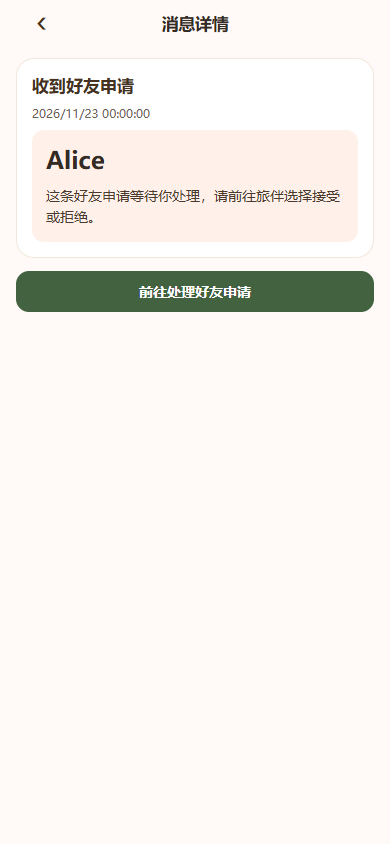 消息详情
收到好友申请
2026/11/23 00:00:00
Alice
这条好友申请等待你处理，请前往旅伴选择接受
或拒绝。
前往处理好友申请